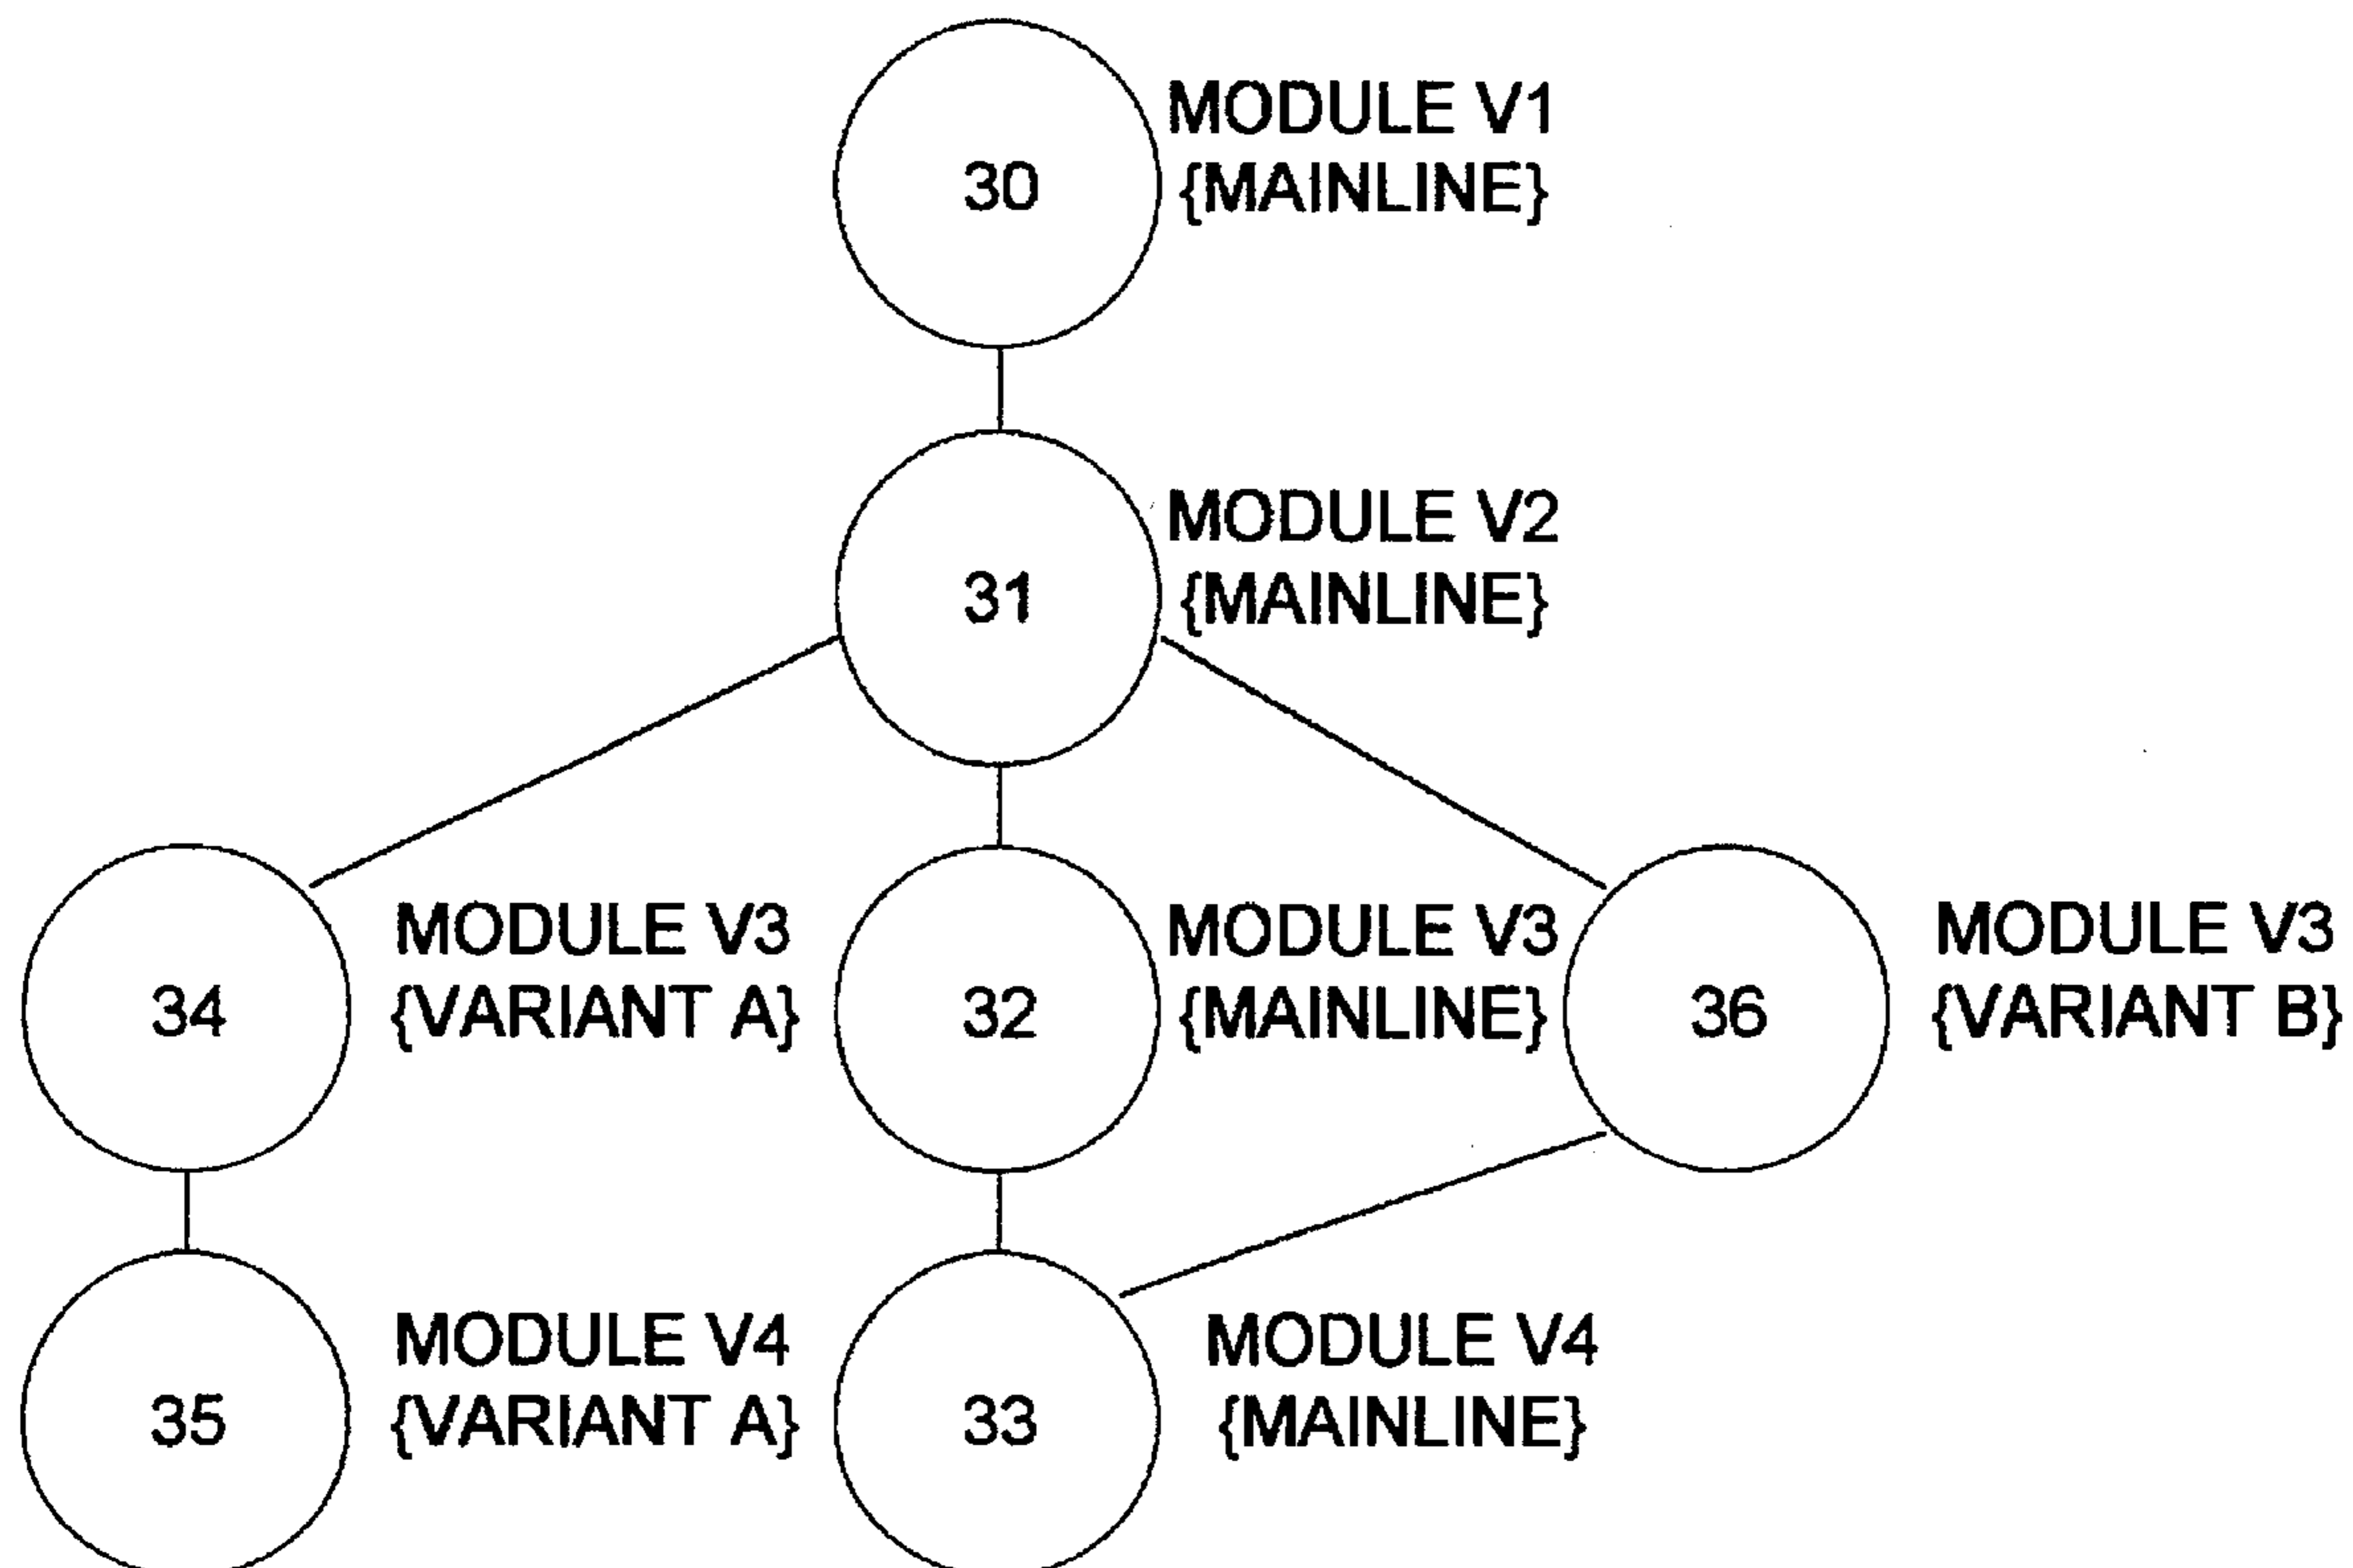 MODULE V1
30
{MAINLINE}
MODULE V2
31
{MAINLINE}
MODULE V3
34
{VARIANT A}
MODULE V3
32
{MAINLINE}
MODULE V3
36
{VARIANT B}
MODULE V4
35
{VARIANT A}
MODULE V4
33
{MAINLINE}